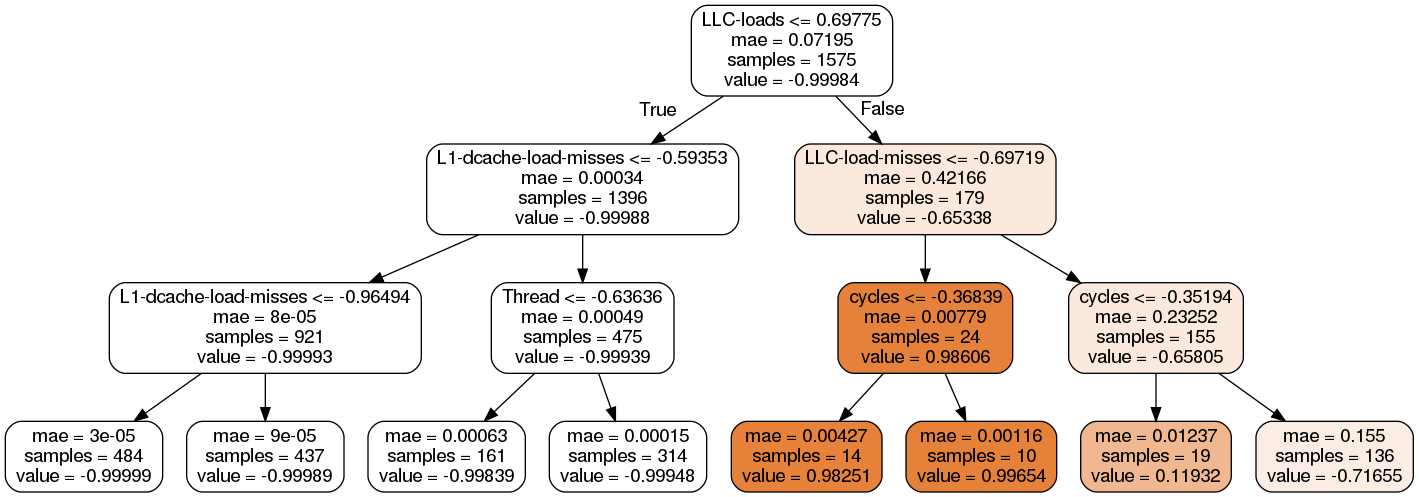 LLC-loads <= 0.69775
mae = 0.07195
samples = 1575
value = -0.99984
True
False
L1-dcache-load-misses <= -0.59353
mae = 0.00034
samples = 1396
value = -0.99988
LLC-load-misses <= -0.69719
mae = 0.42166
samples = 179
value = -0.65338
L1-dcache-load-misses <= -0.96494
mae = 8e-05
samples = 921
value = -0.99993
Thread <= -0.63636
mae = 0.00049
samples = 475
value = -0.99939
cycles <= -0.36839
mae = 0.00779
samples = 24
value = 0.98606
cycles <= -0.35194
mae = 0.23252
samples = 155
value = -0.65805
mae = 3e-05
samples = 484
value = -0.99999
mae = 9e-05
samples = 437
value = -0.99989
mae = 0.00063
samples = 161
value = -0.99839
mae = 0.00015
samples = 314
value = -0.99948
mae = 0.00427
samples = 14
value = 0.98251
mae = 0.00116
samples = 10
value = 0.99654
mae = 0.01237
samples = 19
value = 0.11932
mae = 0.155
samples = 136
value = -0.71655